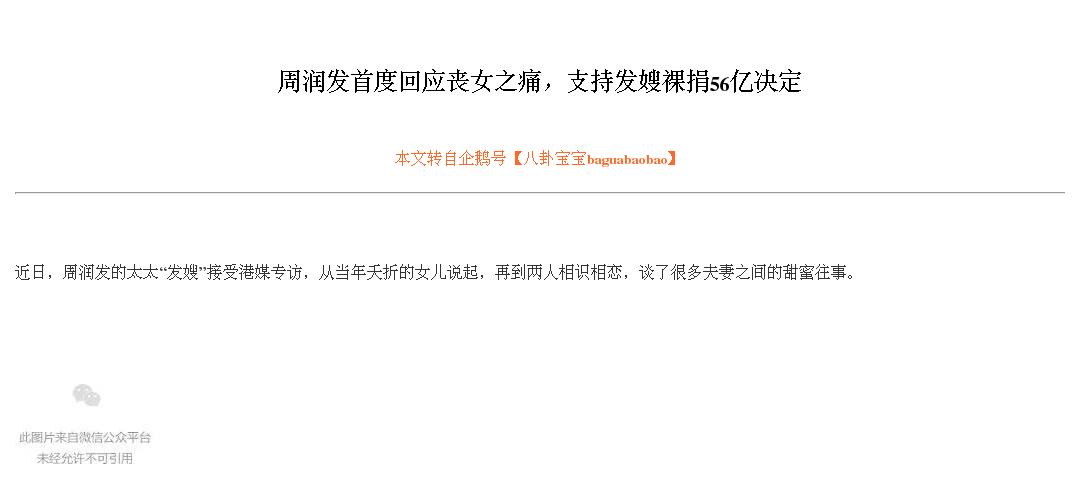 周润发首度回应丧女之痛，支持发嫂裸捐56亿决定
本文转自企鹅号【八卦宝宝baguabaobao】
近日，周润发的太太“发嫂”接受港媒专访，从当年夭折的女儿说起，再到两人相识相恋，谈了很多夫妻之间的甜蜜往事。
此图片来自微信公众平台
未经允许不可引用